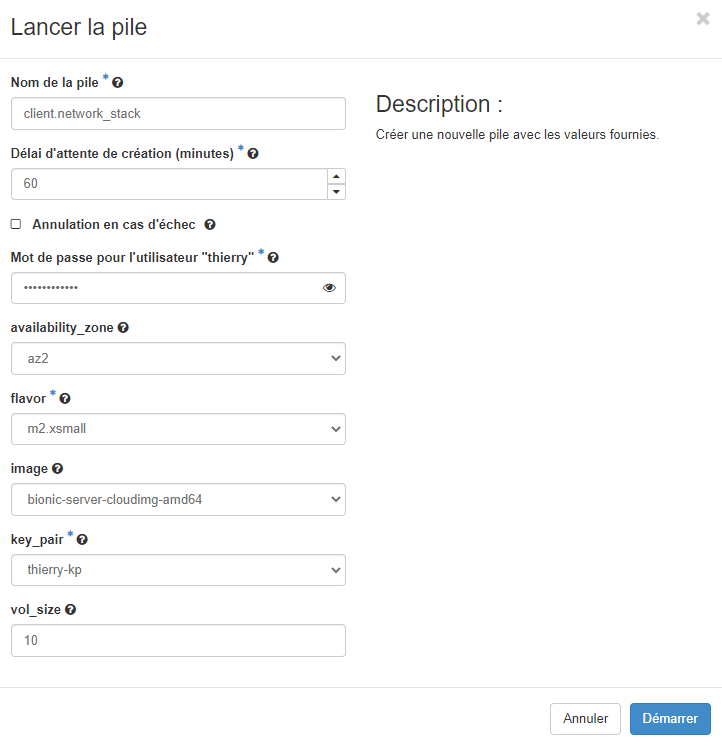 Lancer la pile
Nom de la pile *
client.network_stack
Délai d'attente de création (minutes) *
60
Annulation en cas d'échec
Mot de passe pour l'utilisateur "thierry" *
••••••••••••
availability_zone
az2
flavor *
m2.xsmall
image
bionic-server-cloudimg-amd64
key_pair *
thierry-kp
vol_size
10
Description :
Créer une nouvelle pile avec les valeurs fournies.
Annuler
Démarrer